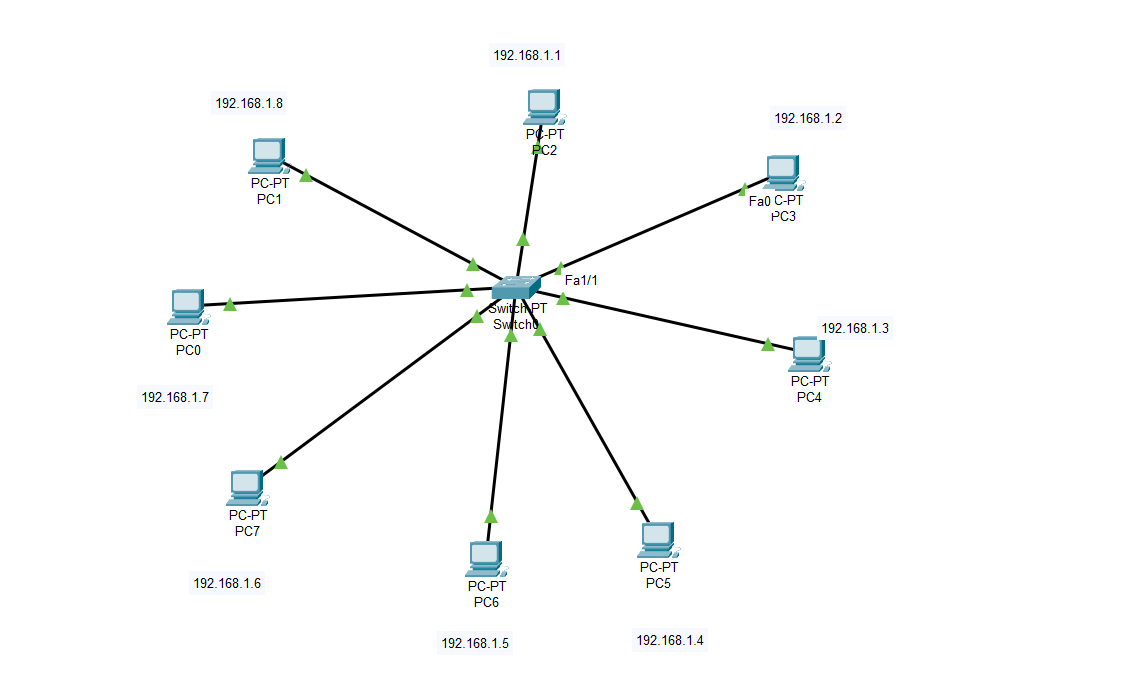 192.168.1.1
192.168.1.8
192.168.1.2
PC-PT
PC2
PC-PT
PC1
Fa0 C-PT
PC3
Fa1/1
Switch-PT
Switch0
PC-PT
PC0
192.168.1.3
PC-PT
PC4
192.168.1.7
PC-PT
PC7
PC-PT
PC5
PC-PT
PC6
192.168.1.6
192.168.1.5
192.168.1.4